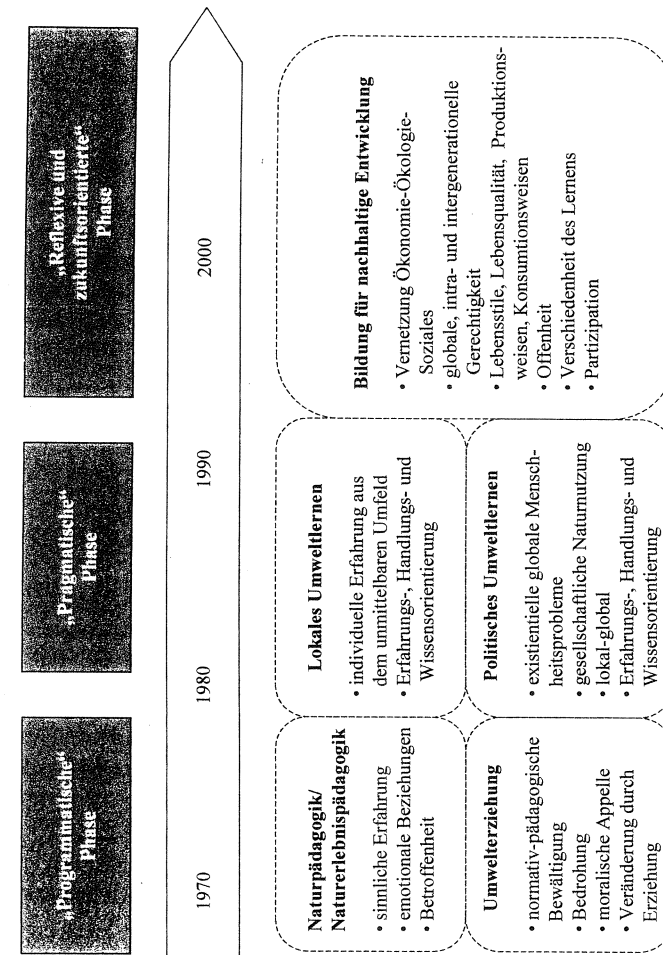 „Programmatische“
Phase
„Pragmatische“
Phase
„Reflexive und
zukunftsorientierte“
Phase
1970
1980
1990
2000
Naturpädagogik/
Naturerlebnispädagogik
• sinnliche Erfahrung
• emotionale Beziehungen
• Betroffenheit
Lokales Umweltlernen
• individuelle Erfahrung aus
dem unmittelbaren Umfeld
• Erfahrungs-, Handlungs- und
Wissensorientierung
Bildung für nachhaltige Entwicklung
• Vernetzung Ökonomie-Ökologie-
Soziales
• globale, intra- und intergenerationelle
Gerechtigkeit
• Lebensstile, Lebensqualität, Produktions-
weisen, Konsumtionsweisen
• Offenheit
• Verschiedenheit des Lernens
• Partizipation
Umwelterziehung
• normativ-pädagogische
Bewältigung
• Bedrohung
• moralische Appelle
• Veränderung durch
Erziehung
Politisches Umweltlernen
• existientielle globale Mensch-
heitsprobleme
• gesellschaftliche Naturnutzung
• lokal-global
• Erfahrungs-, Handlungs- und
Wissensorientierung